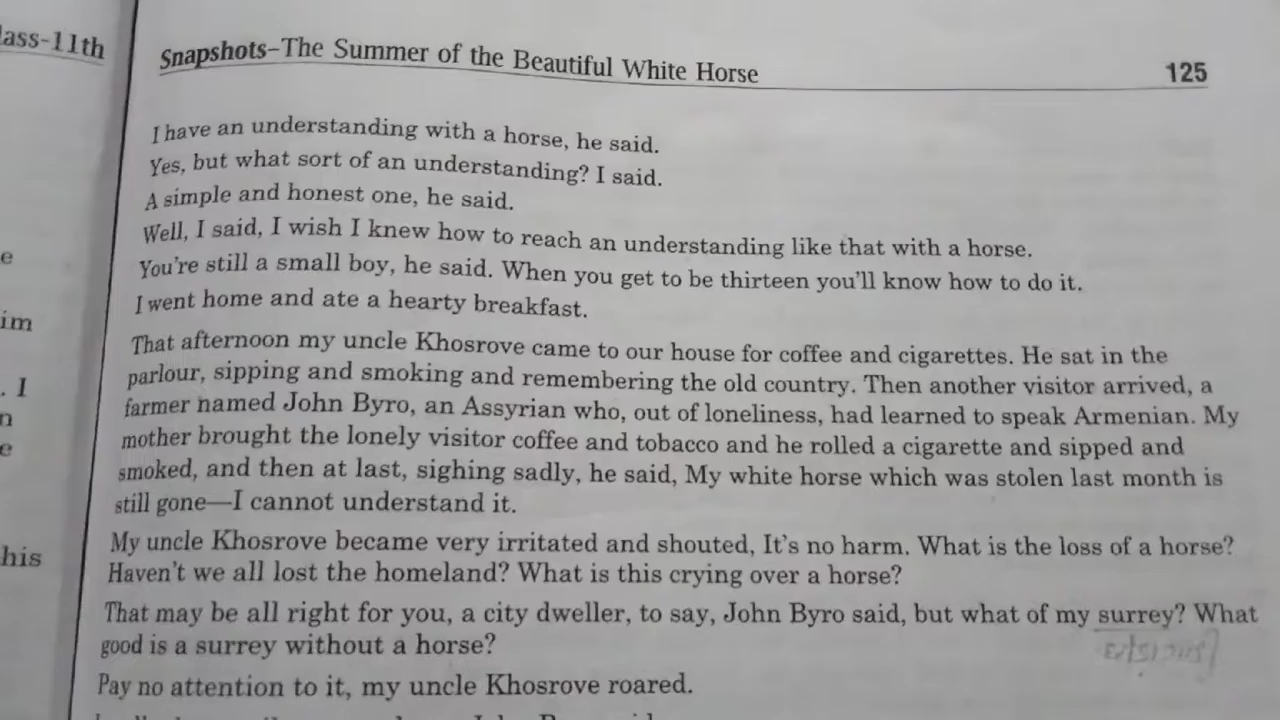 ass-11th
Snapshots–The Summer of the Beautiful White Horse
125
I have an understanding with a horse, he said.
Yes, but what sort of an understanding? I said.
A simple and honest one, he said.
Well, I said, I wish I knew how to reach an understanding like that with a horse.
You're still a small boy, he said. When you get to be thirteen you'll know how to do it.
I went home and ate a hearty breakfast.
That afternoon my uncle Khosrove came to our house for coffee and cigarettes. He sat in the
parlour, sipping and smoking and remembering the old country. Then another visitor arrived, a
farmer named John Byro, an Assyrian who, out of loneliness, had learned to speak Armenian. My
mother brought the lonely visitor coffee and tobacco and he rolled a cigarette and sipped and
smoked, and then at last, sighing sadly, he said, My white horse which was stolen last month is
still gone—I cannot understand it.
My uncle Khosrove became very irritated and shouted, It's no harm. What is the loss of a horse?
Haven't we all lost the homeland? What is this crying over a horse?
That may be all right for you, a city dweller, to say, John Byro said, but what of my surrey? What
good is a surrey without a horse?
Pay no attention to it, my uncle Khosrove roared.
e
im
. I
n
e
his